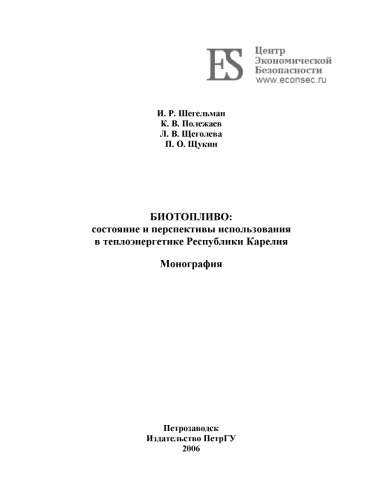 ES
Центр
Экономической
Безопасности
www.econsec.ru
И. Р. Шегельман
К. В. Полежаев
Л. В. Щеголева
П. О. Щукин
БИОТОПЛИВО:
состояние и перспективы использования
в теплоэнергетике Республики Карелия
Монография
Петрозаводск
Издательство ПетрГУ
2006